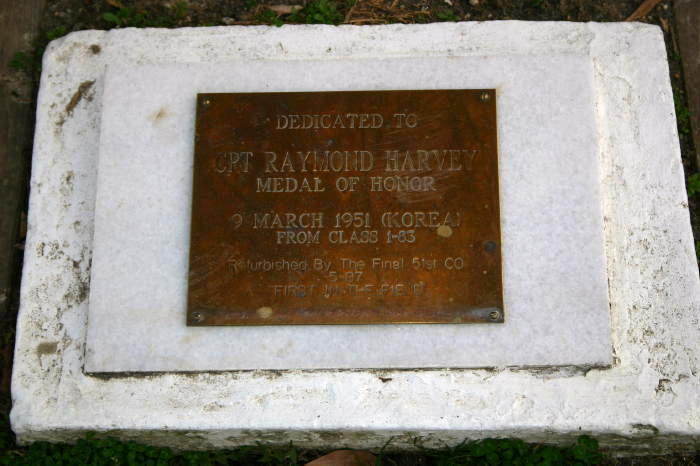 DEDICATED TO
CPT RAYMOND HARVEY
MEDAL OF HONOR
9 MARCH 1951 (KOREA)
FROM CLASS 1-83
Refurbished By The Final 51st CO
5-97
"FIRST IN THE FIELD"